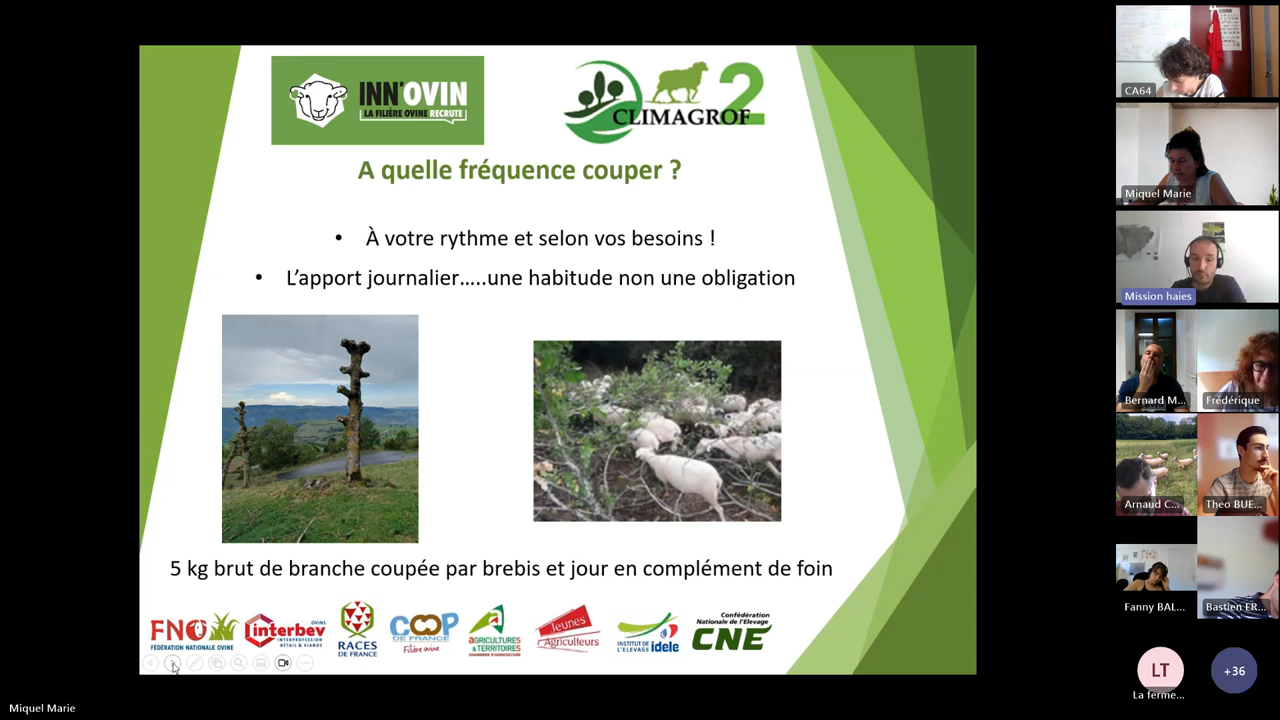 INN'OVIN
LA FILIÈRE OVINE RECRUTE
CLIMAGROF 2
A quelle fréquence couper ?
• À votre rythme et selon vos besoins !
• L'apport journalier…..une habitude non une obligation
5 kg brut de branche coupée par brebis et jour en complément de foin
FNO
FÉDÉRATION NATIONALE OVINE
interbev OVINS
INTERPROFESSION
BÉTAIL & VIANDE
RACES
DE FRANCE
COOP
DE FRANCE
Filière ovine
AGRICULTURES
& TERRITOIRES
CHAMBRES D'AGRICULTURE
Jeunes
Agriculteurs
INSTITUT DE
L'ELEVAGE idele
Confédération
Nationale de l'Elevage
CNE
Miquel Marie
CA64
Miquel Marie
Mission haies
Bernard M...
Frédérique
Arnaud C...
Theo BUE...
Fanny BAL...
Bastien FR...
LT
La ferme...
+36